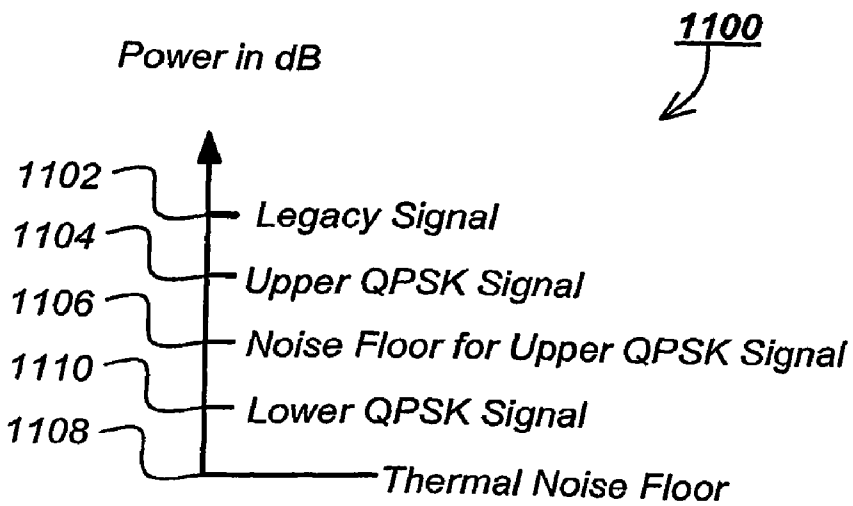 1100
Power in dB
1102
Legacy Signal
1104
Upper QPSK Signal
1106
Noise Floor for Upper QPSK Signal
1110
Lower QPSK Signal
1108
Thermal Noise Floor